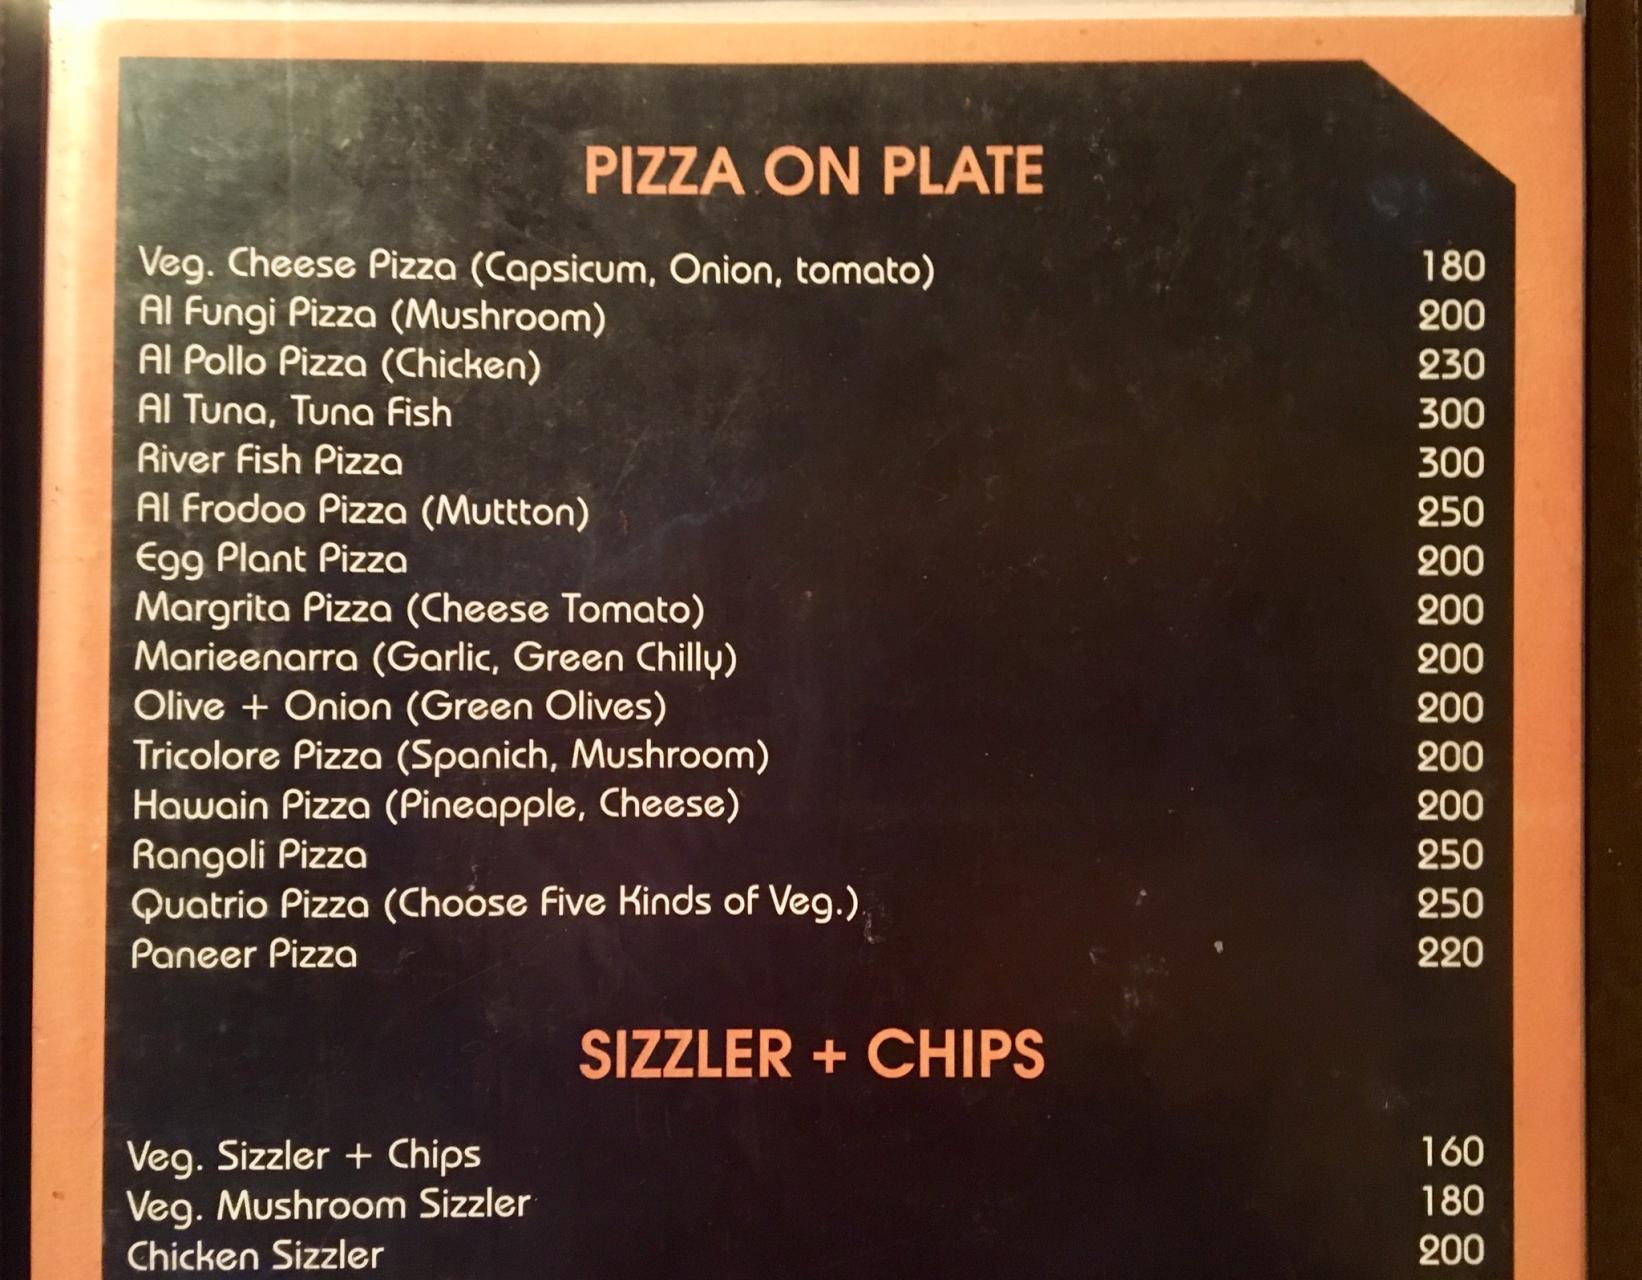 PIZZA ON PLATE
Veg. Cheese Pizza (Capsicum, Onion, tomato) 180
Al Fungi Pizza (Mushroom) 200
Al Pollo Pizza (Chicken) 230
Al Tuna, Tuna Fish 300
River Fish Pizza 300
Al Frodoo Pizza (Muttton) 250
Egg Plant Pizza 200
Margrita Pizza (Cheese Tomato) 200
Marieenarra (Garlic, Green Chilly) 200
Olive + Onion (Green Olives) 200
Tricolore Pizza (Spanich, Mushroom) 200
Hawain Pizza (Pineapple, Cheese) 200
Rangoli Pizza 250
Quatrio Pizza (Choose Five Kinds of Veg.) 250
Paneer Pizza 220
SIZZLER + CHIPS
Veg. Sizzler + Chips 160
Veg. Mushroom Sizzler 180
Chicken Sizzler 200